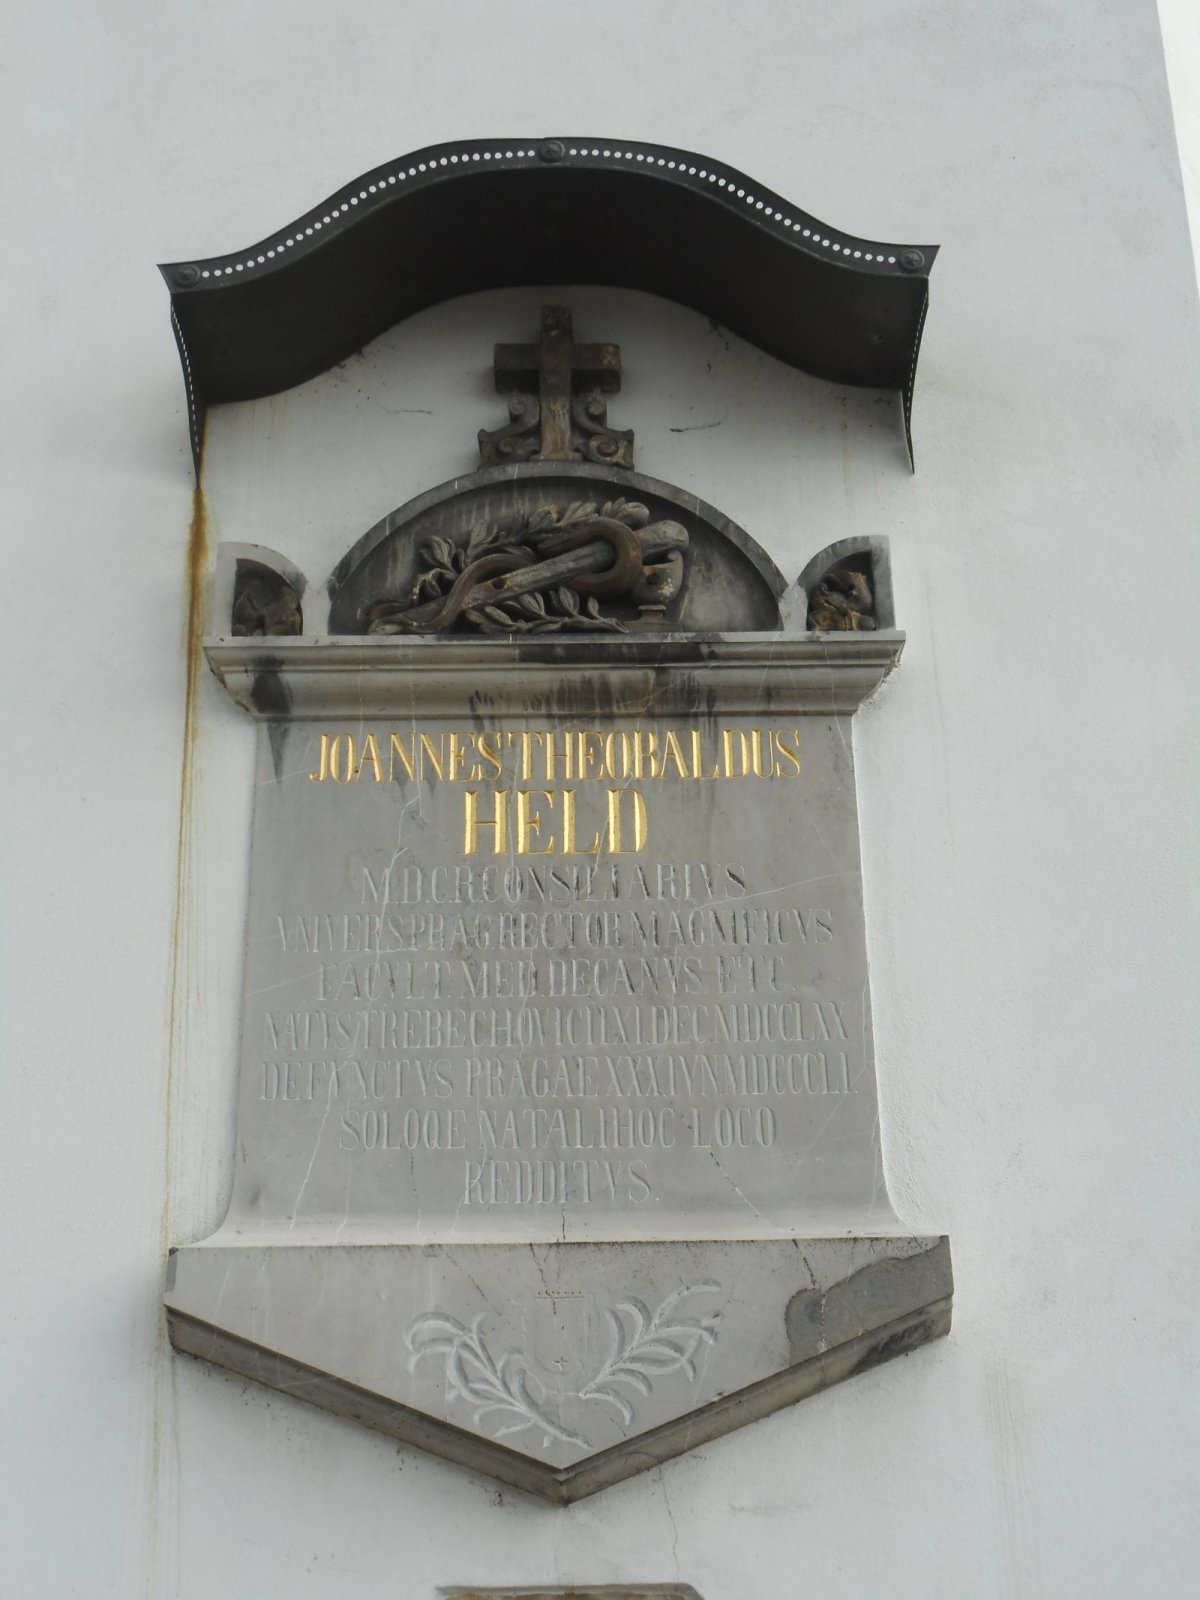 JOANNES THEOBALDUS
HELD
M.D.C.R.CONSILIARIVS
VNIVERS.PRAG.RECTOR MAGNIFICVS
FACVLT.MED.DECANVS ETC.
NATVS TREBECHOVICII XI.DEC.MDCCLXX
DEFVNCTVS PRAGAE XXX.IVN MDCCCLI.
SOLOQE NATALI HOC LOCO
REDDITVS.